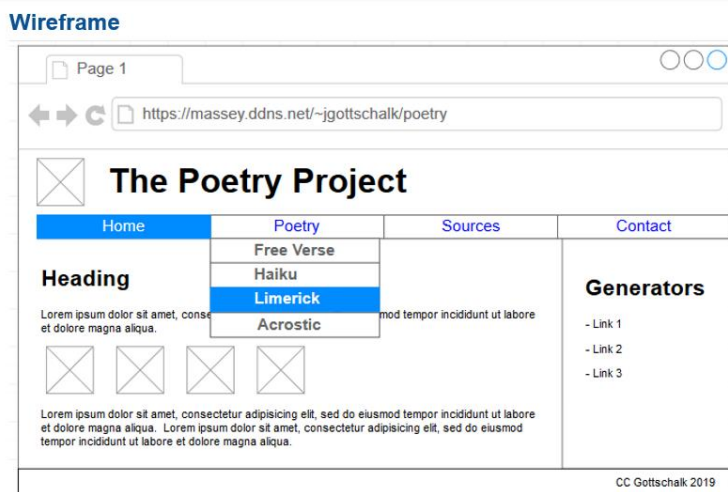 Wireframe
Page 1
https://massey.ddns.net/~jgottschalk/poetry
The Poetry Project
Home Poetry Sources Contact
Free Verse
Haiku
Limerick
Acrostic
Heading
Lorem ipsum dolor sit amet, conse mod tempor incididunt ut labore
et dolore magna aliqua.
Lorem ipsum dolor sit amet, consectetur adipisicing elit, sed do eiusmod tempor incididunt ut labore
et dolore magna aliqua. Lorem ipsum dolor sit amet, consectetur adipisicing elit, sed do eiusmod
tempor incididunt ut labore et dolore magna aliqua.
Generators
- Link 1
- Link 2
- Link 3
CC Gottschalk 2019